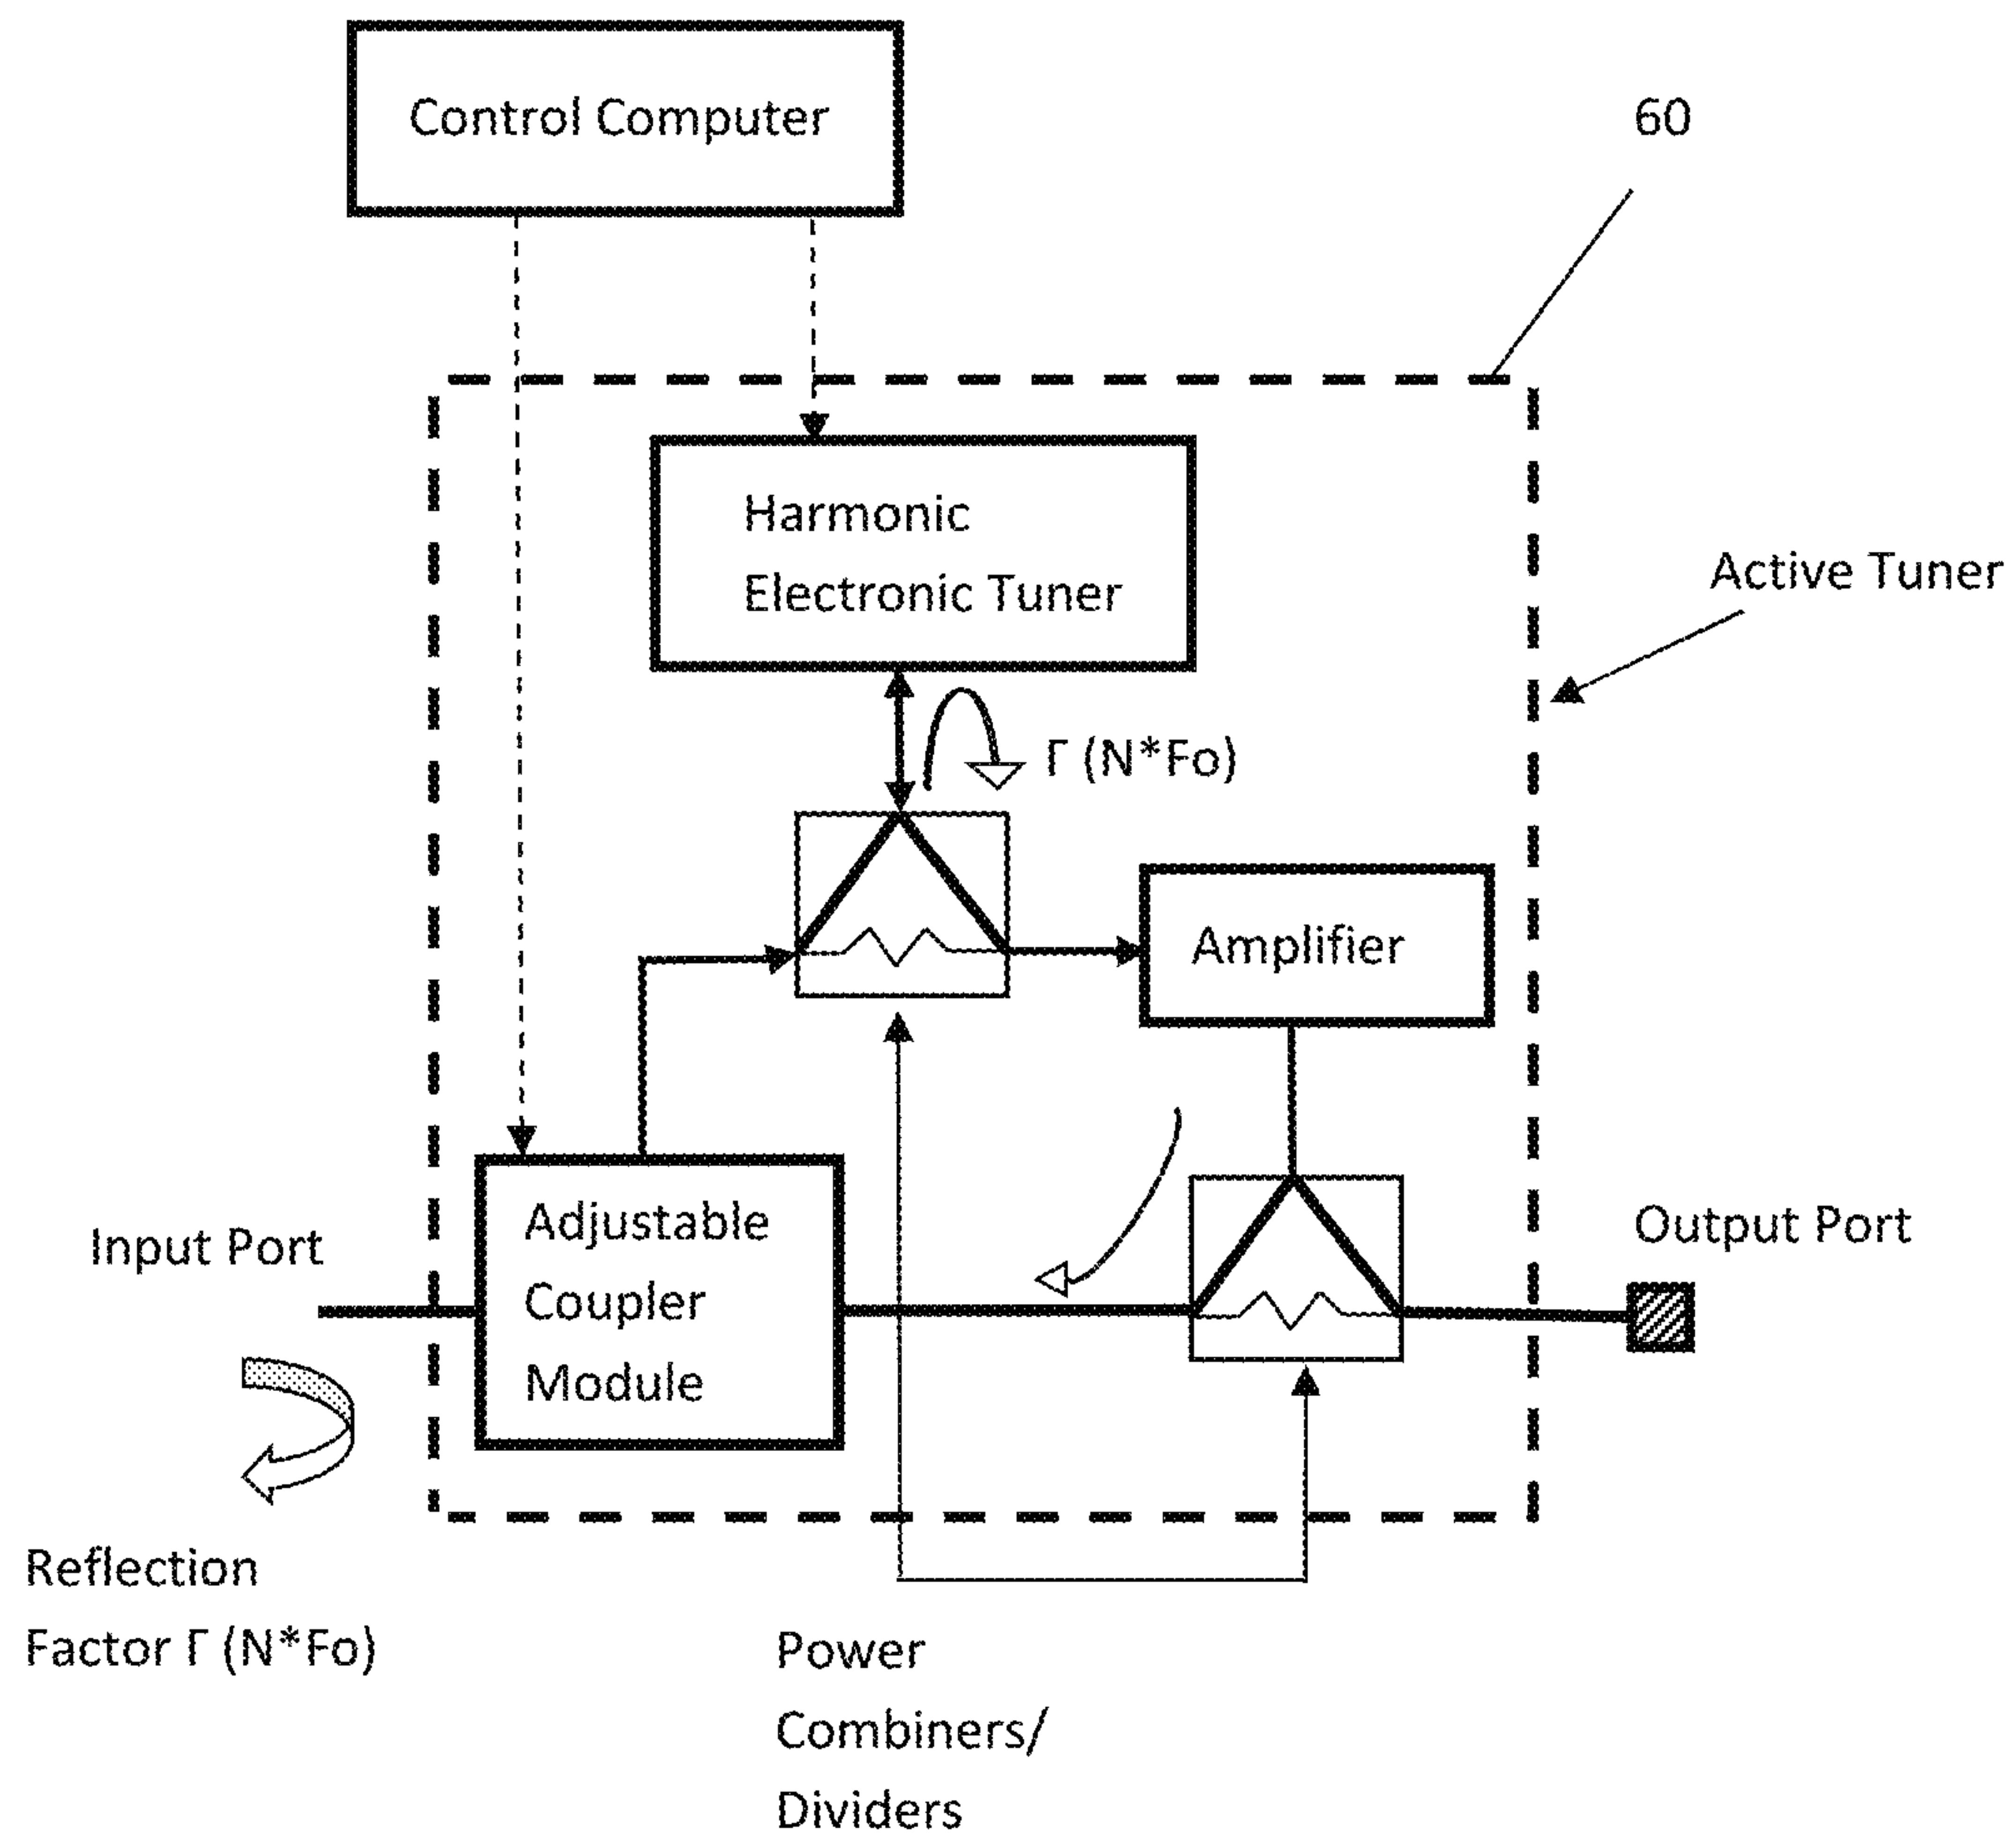 Control Computer
60
Harmonic
Electronic Tuner
Active Tuner
Γ (N*Fo)
Amplifier
Adjustable
Coupler
Module
Input Port
Output Port
Reflection
Factor Γ (N*Fo)
Power
Combiners/
Dividers